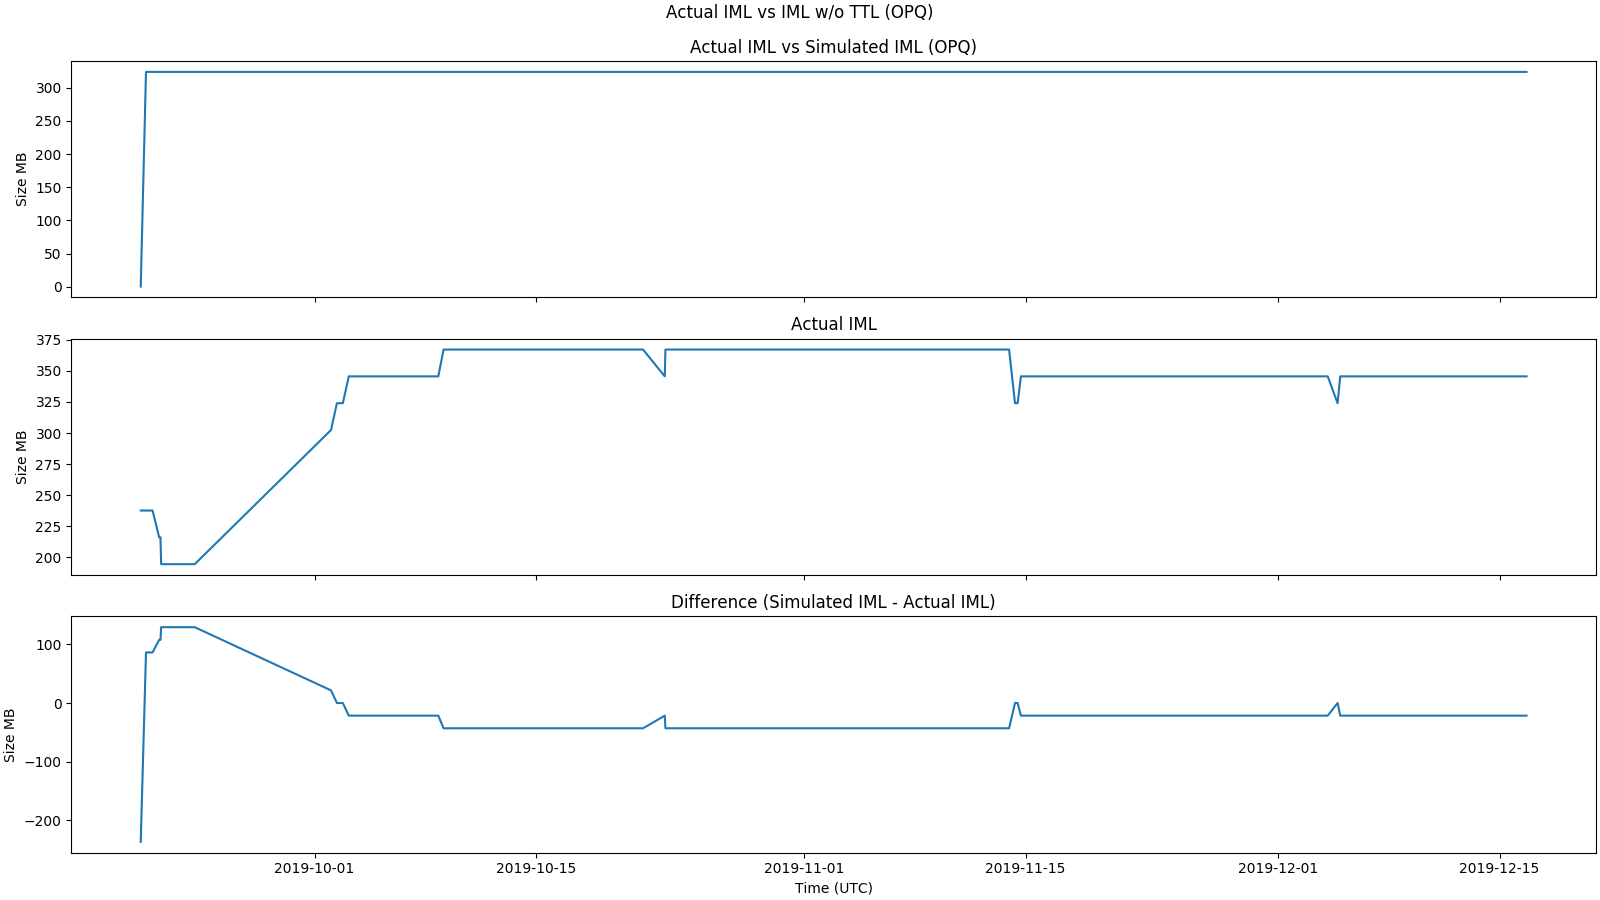 Actual IML vs IML w/o TTL (OPQ)
Actual IML vs Simulated IML (OPQ)
300
250
200
150
100
50
0
Size MB
Actual IML
375
350
325
300
275
250
225
200
Size MB
Difference (Simulated IML - Actual IML)
100
0
−100
−200
Size MB
2019-10-01 2019-10-15 2019-11-01 2019-11-15 2019-12-01 2019-12-15
Time (UTC)